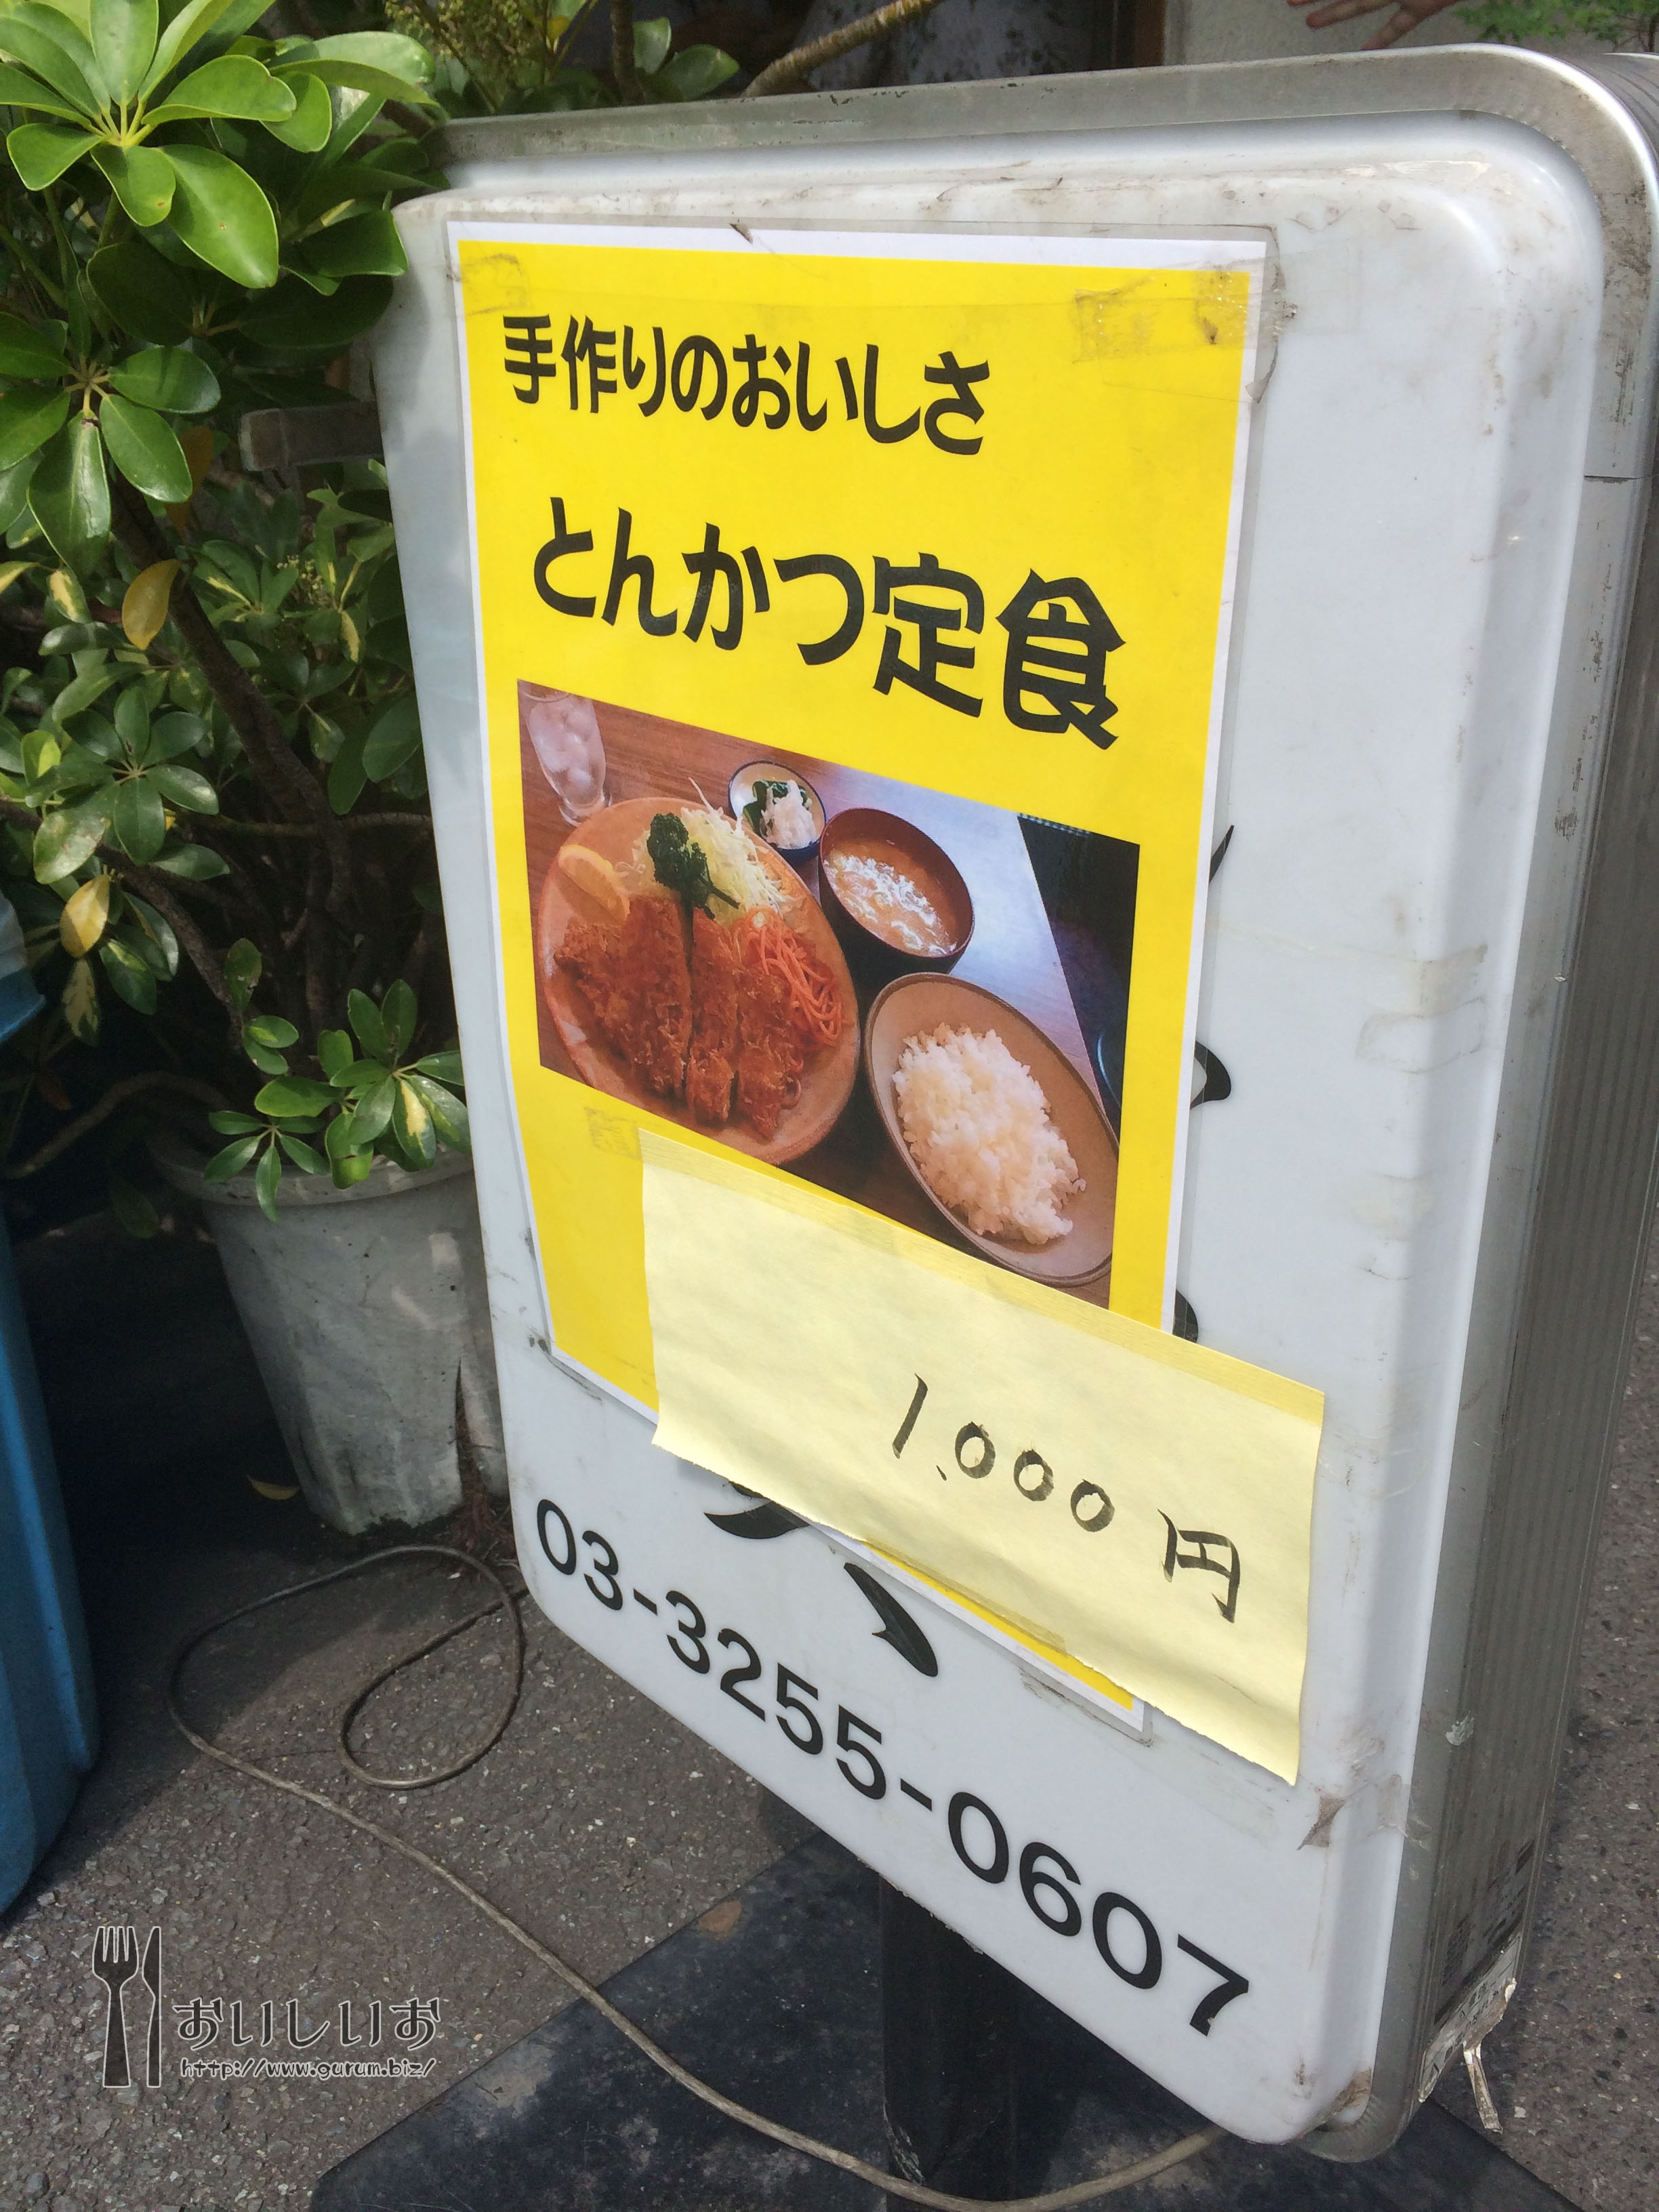 手作りのおいしさ
とんかつ定食
1,000円
03-3255-0607
おいしいお
http://www.gurum.biz/